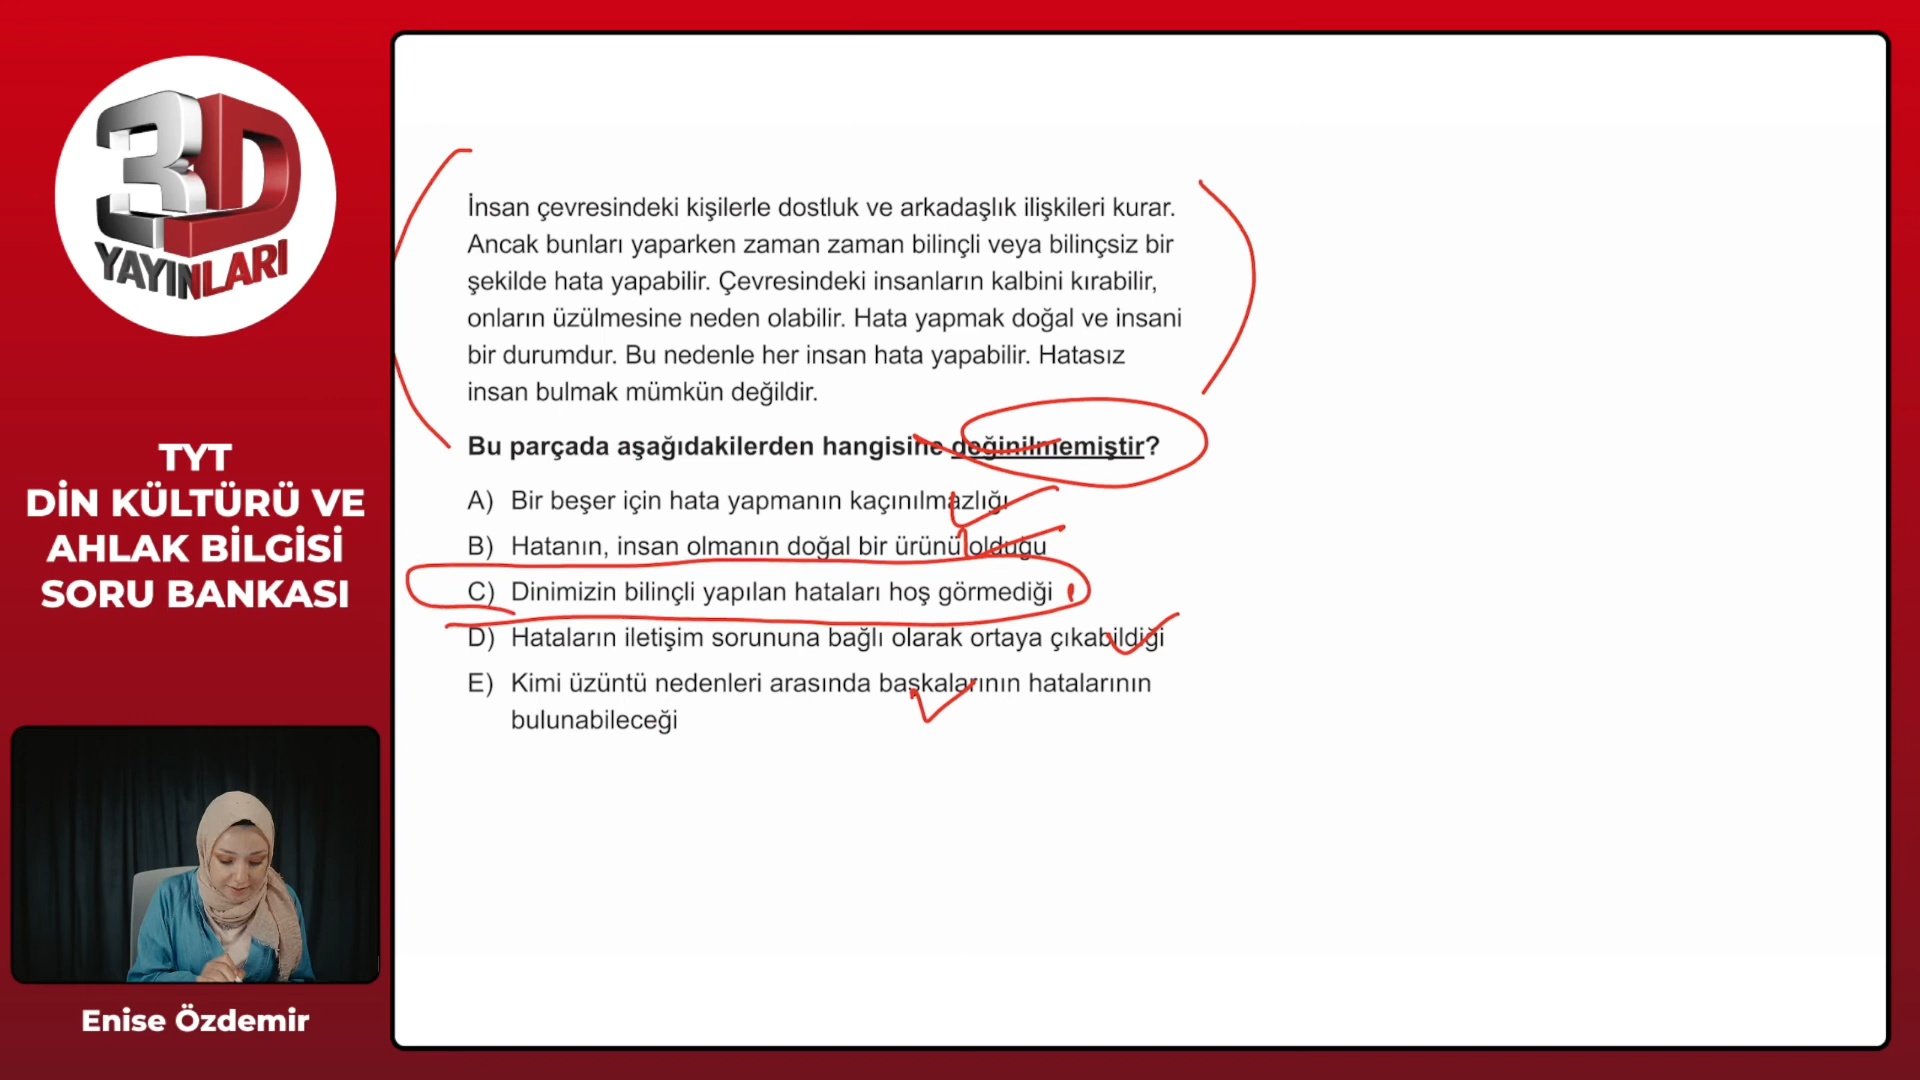 3D
YAYINLARI
TYT
DİN KÜLTÜRÜ VE
AHLAK BİLGİSİ
SORU BANKASI
Enise Özdemir
İnsan çevresindeki kişilerle dostluk ve arkadaşlık ilişkileri kurar.
Ancak bunları yaparken zaman zaman bilinçli veya bilinçsiz bir
şekilde hata yapabilir. Çevresindeki insanların kalbini kırabilir,
onların üzülmesine neden olabilir. Hata yapmak doğal ve insani
bir durumdur. Bu nedenle her insan hata yapabilir. Hatasız
insan bulmak mümkün değildir.
Bu parçada aşağıdakilerden hangisine değinilmemiştir?
A) Bir beşer için hata yapmanın kaçınılmazlığı
B) Hatanın, insan olmanın doğal bir ürünü olduğu
C) Dinimizin bilinçli yapılan hataları hoş görmediği
D) Hataların iletişim sorununa bağlı olarak ortaya çıkabildiği
E) Kimi üzüntü nedenleri arasında başkalarının hatalarının
bulunabileceği